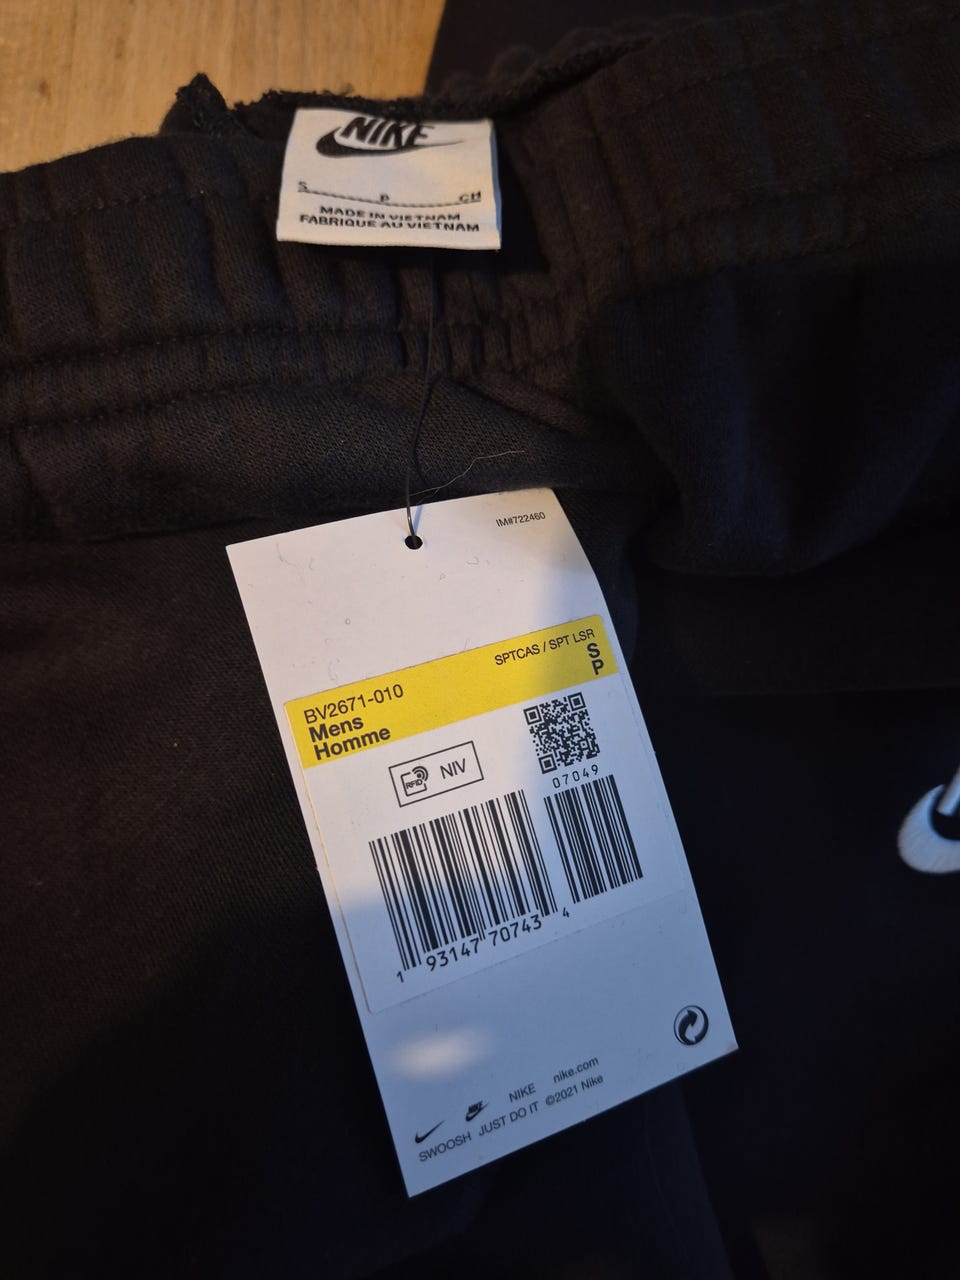 NIKE
S P CH
MADE IN VIETNAM
FABRIQUE AU VIETNAM
IM#722460
SPTCAS / SPT LSR
BV2671-010 S
Mens P
Homme
RFID NIV
07049
1 93147 70743 4
NIKE nike.com
SWOOSH JUST DO IT ©2021 Nike